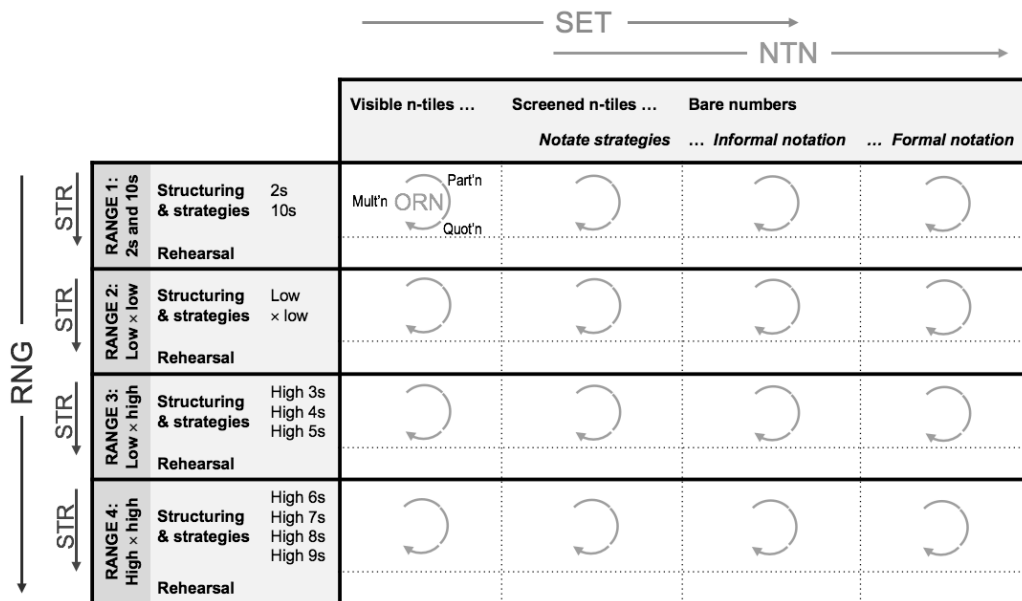 SET
NTN
Visible n-tiles …
Screened n-tiles …
Bare numbers
Notate strategies
… Informal notation
… Formal notation
RNG
STR
RANGE 1:
2s and 10s
Structuring
& strategies
2s
10s
Rehearsal
Mult'n
ORN
Part'n
Quot'n
STR
RANGE 2:
Low × low
Structuring
& strategies
Low
× low
Rehearsal
STR
RANGE 3:
Low × high
Structuring
& strategies
High 3s
High 4s
High 5s
Rehearsal
STR
RANGE 4:
High × high
Structuring
& strategies
High 6s
High 7s
High 8s
High 9s
Rehearsal